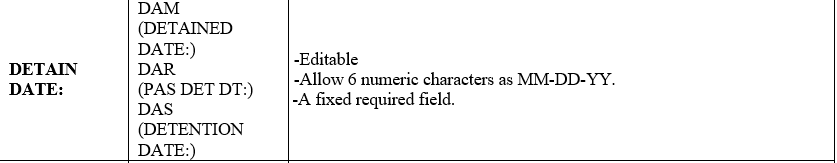 DETAIN
DATE:
DAM
(DETAINED
DATE:)
DAR
(PAS DET DT:)
DAS
(DETENTION
DATE:)
-Editable
-Allow 6 numeric characters as MM-DD-YY.
-A fixed required field.